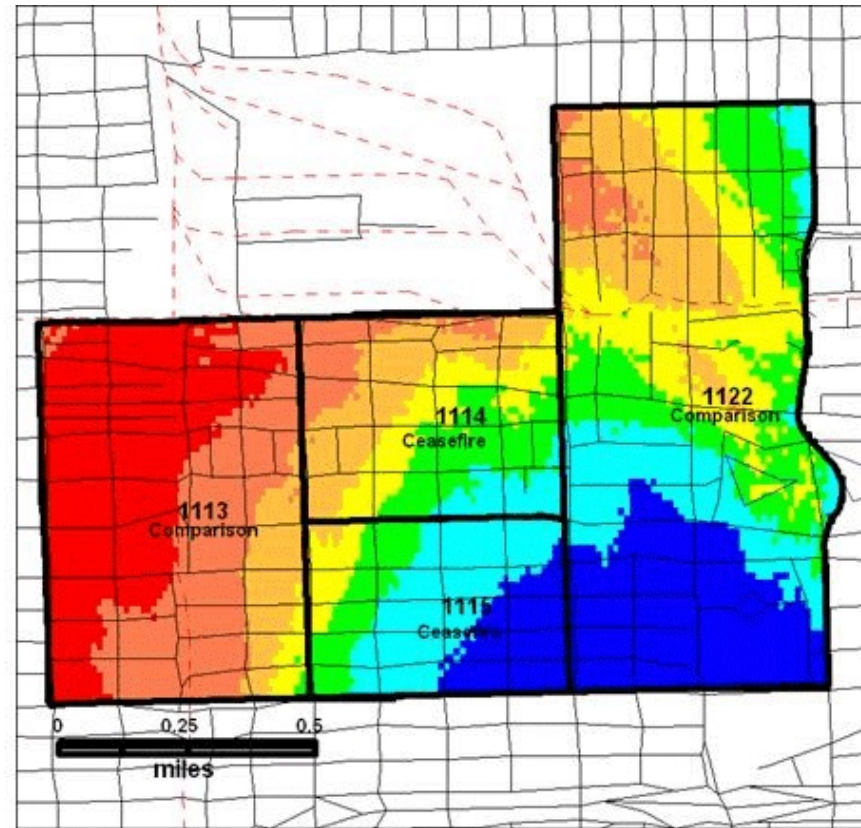 1122
Comparison
1114
Ceasefire
1113
Comparison
1115
Ceasefire
0 0.25 0.5
miles